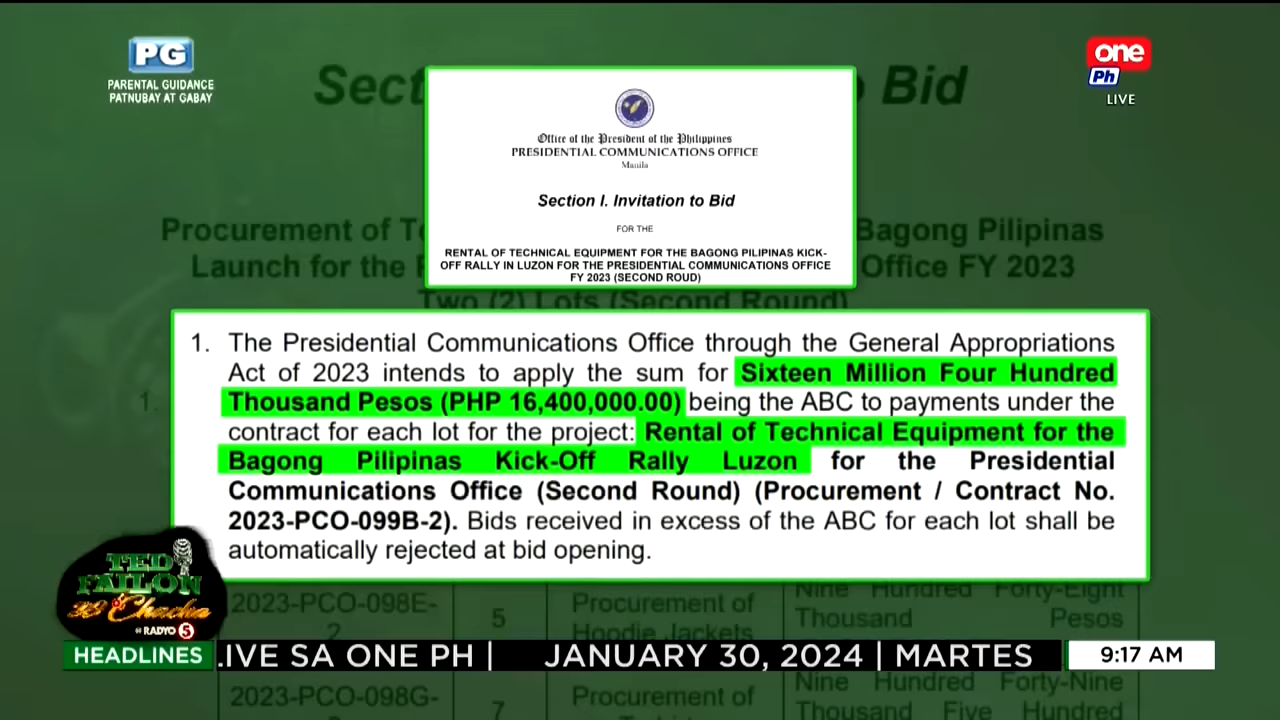 PG
PARENTAL GUIDANCE
PATNUBAY AT GABAY
one
Ph
LIVE
Sect
o Bid
Office of the President of the Philippines
PRESIDENTIAL COMMUNICATIONS OFFICE
Manila
Section I. Invitation to Bid
FOR THE
RENTAL OF TECHNICAL EQUIPMENT FOR THE BAGONG PILIPINAS KICK-
OFF RALLY IN LUZON FOR THE PRESIDENTIAL COMMUNICATIONS OFFICE
FY 2023 (SECOND ROUD)
Procurement of T
Bagong Pilipinas
Launch for the
Office FY 2023
Two (2) Lots (Second Round)
1. The Presidential Communications Office through the General Appropriations
Act of 2023 intends to apply the sum for Sixteen Million Four Hundred
Thousand Pesos (PHP 16,400,000.00) being the ABC to payments under the
contract for each lot for the project: Rental of Technical Equipment for the
Bagong Pilipinas Kick-Off Rally Luzon for the Presidential
Communications Office (Second Round) (Procurement / Contract No.
2023-PCO-099B-2). Bids received in excess of the ABC for each lot shall be
automatically rejected at bid opening.
1.
2023-PCO-098E-
2
5
Procurement of
Hoodie Jackets
Nine Hundred Forty-Eight
Thousand Pesos
TED
FAILON
at
DJ Chacha
sa RADYO 5
HEADLINES
.IVE SA ONE PH | JANUARY 30, 2024 | MARTES
9:17 AM
2023-PCO-098G-
7
Procurement of
Nine Hundred Forty-Nine
Thousand Five Hundred